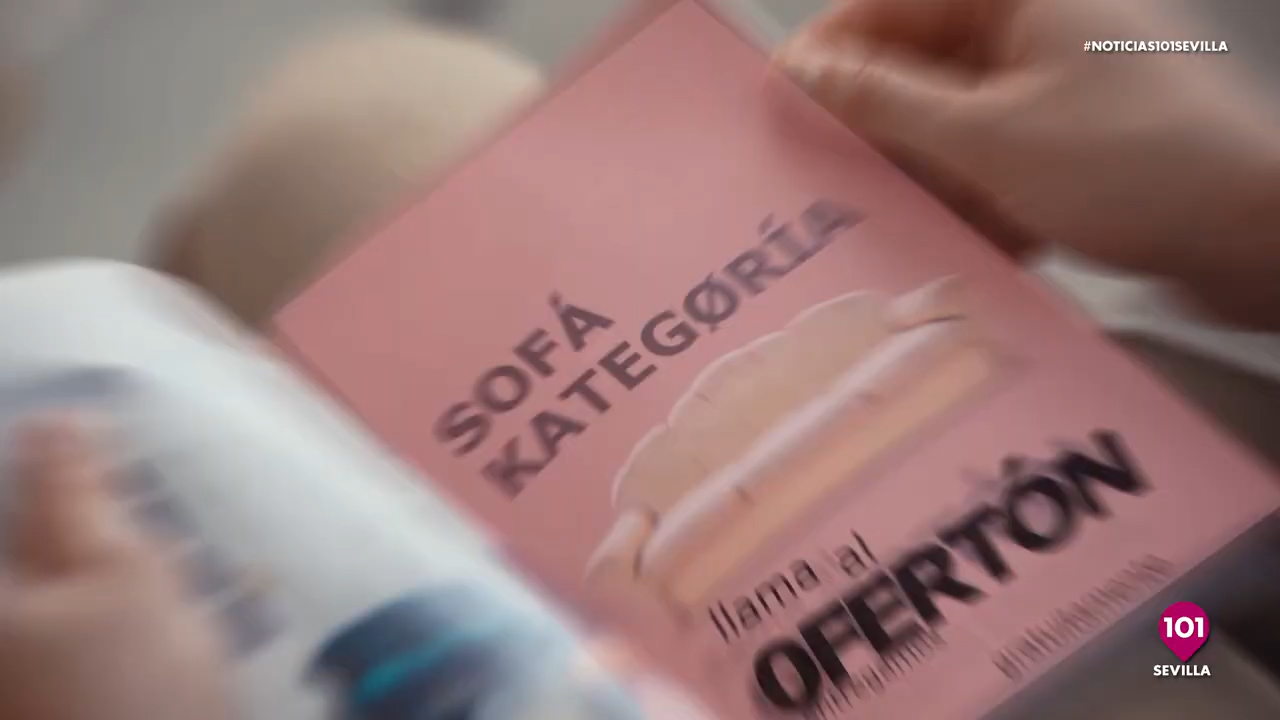 #NOTICIAS101SEVILLA
SOFÁ
KATEGØRÍA
llama al
OFERTÓN
101
SEVILLA